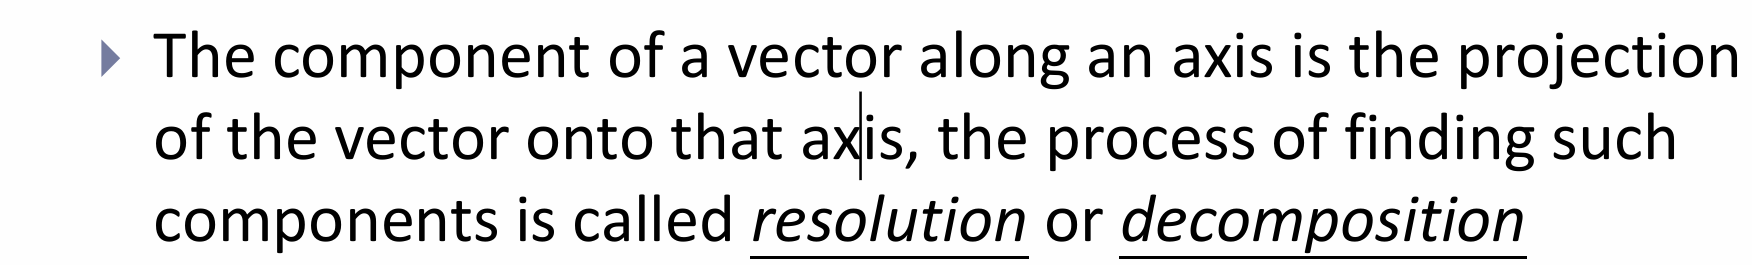 The component of a vector along an axis is the projection
of the vector onto that axis, the process of finding such
components is called resolution or decomposition